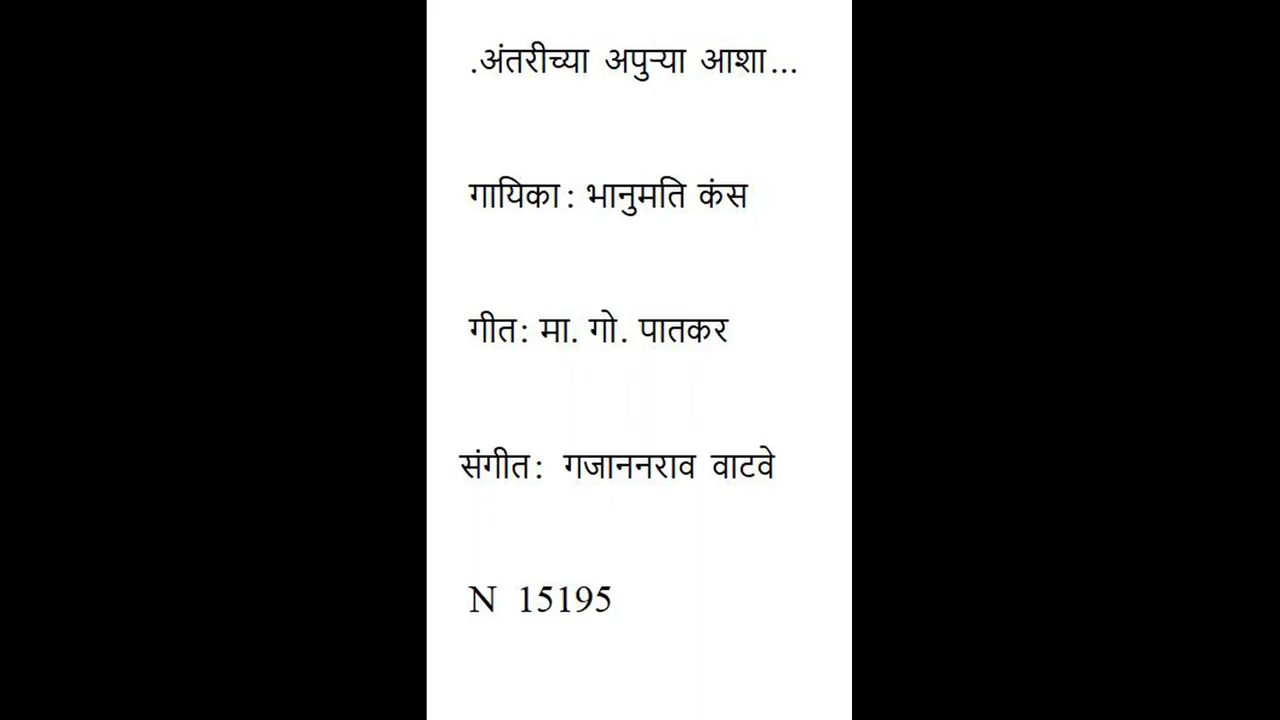 .अंतरीच्या अपुऱ्या आशा...
गायिका: भानुमति कंस
गीत: मा. गो. पातकर
संगीत: गजाननराव वाटवे
N 15195